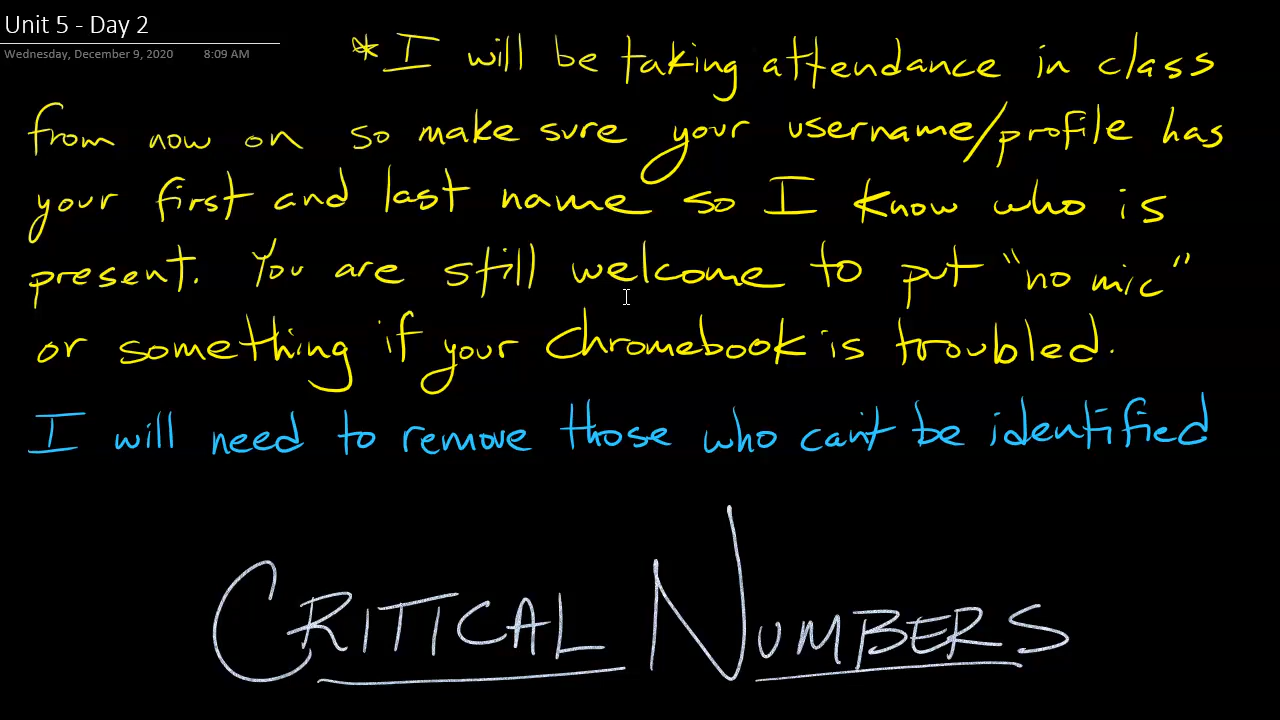 Unit 5 - Day 2
Wednesday, December 9, 2020 8:09 AM
*I will be taking attendance in class
from now on so make sure your username/profile has
your first and last name so I know who is
present. You are still welcome to put "no mic"
or something if your Chromebook is troubled.
I will need to remove those who can't be identified
CRITICAL NUMBERS